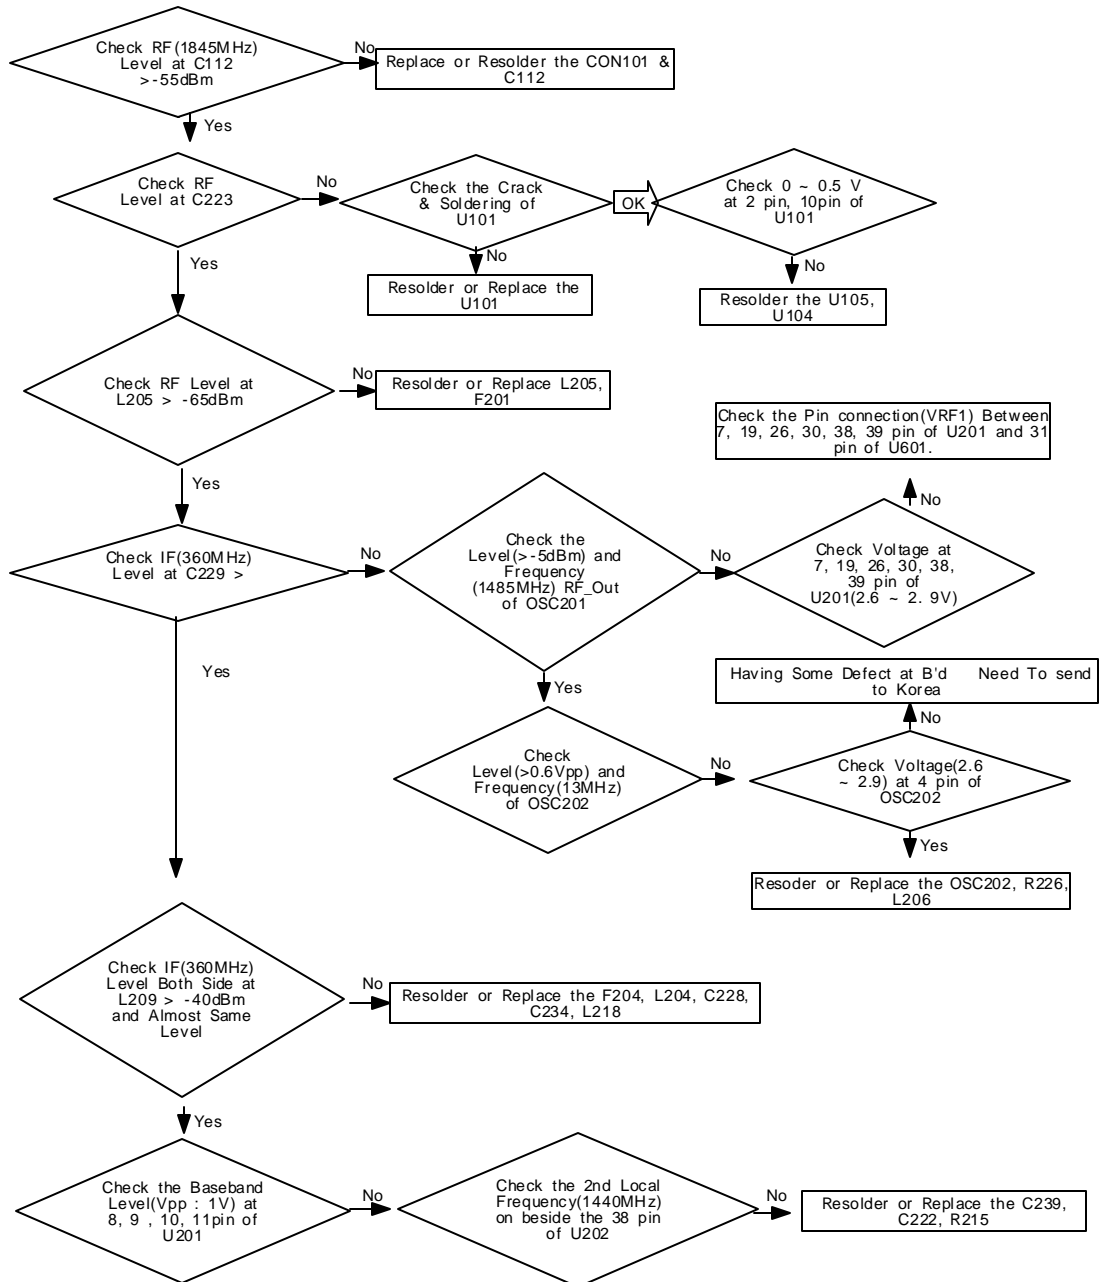 Check RF(1845MHz)
Level at C112
>-55dBm
No
Replace or Resolder the CON101 &
C112
Yes
Check RF
Level at C223
No
Check the Crack
& Soldering of
U101
OK
Check 0 ~ 0.5 V
at 2 pin, 10pin of
U101
No
Resolder or Replace the
U101
No
Resolder the U105,
U104
Yes
Check RF Level at
L205 > -65dBm
No
Resolder or Replace L205,
F201
Yes
Check the Pin connection(VRF1) Between
7, 19, 26, 30, 38, 39 pin of U201 and 31
pin of U601.
No
Check IF(360MHz)
Level at C229 >
No
Check the
Level(>-5dBm) and
Frequency
(1485MHz) RF_Out
of OSC201
No
Check Voltage at
7, 19, 26, 30, 38,
39 pin of
U201(2.6 ~ 2. 9V)
Yes
Yes
Having Some Defect at B'd Need To send
to Korea
No
Check
Level(>0.6Vpp) and
Frequency(13MHz)
of OSC202
No
Check Voltage(2.6
~ 2.9) at 4 pin of
OSC202
Yes
Resoder or Replace the OSC202, R226,
L206
Check IF(360MHz)
Level Both Side at
L209 > -40dBm
and Almost Same
Level
No
Resolder or Replace the F204, L204, C228,
C234, L218
Yes
Check the Baseband
Level(Vpp : 1V) at
8, 9 , 10, 11pin of
U201
No
Check the 2nd Local
Frequency(1440MHz)
on beside the 38 pin
of U202
No
Resolder or Replace the C239,
C222, R215